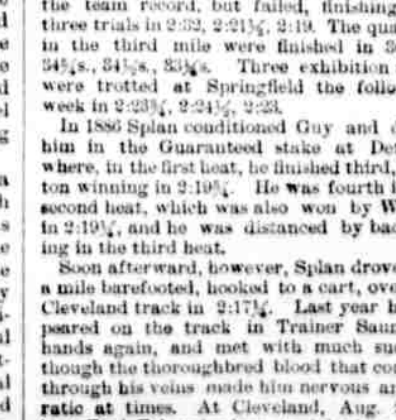 the team record, but failed, finishing
three trials in 2:32, 2:21¼, 2:19. The qua
in the third mile were finished in 3
34½s., 34½s., 33¾s. Three exhibition
were trotted at Springfield the follo
week in 2:23¾, 2:24½, 2:23.
In 1886 Splan conditioned Guy and d
him in the Guaranteed stake at Det
where, in the first heat, he finished third,
ton winning in 2:19¾. He was fourth i
second heat, which was also won by W
in 2:19¾, and he was distanced by bac
ing in the third heat.
Soon afterward, however, Splan drove
a mile barefooted, hooked to a cart, ove
Cleveland track in 2:17¼. Last year h
peared on the track in Trainer Saun
hands again, and met with much suc
though the thoroughbred blood that co
through his veins made him nervous an
ratic at times. At Cleveland, Aug.